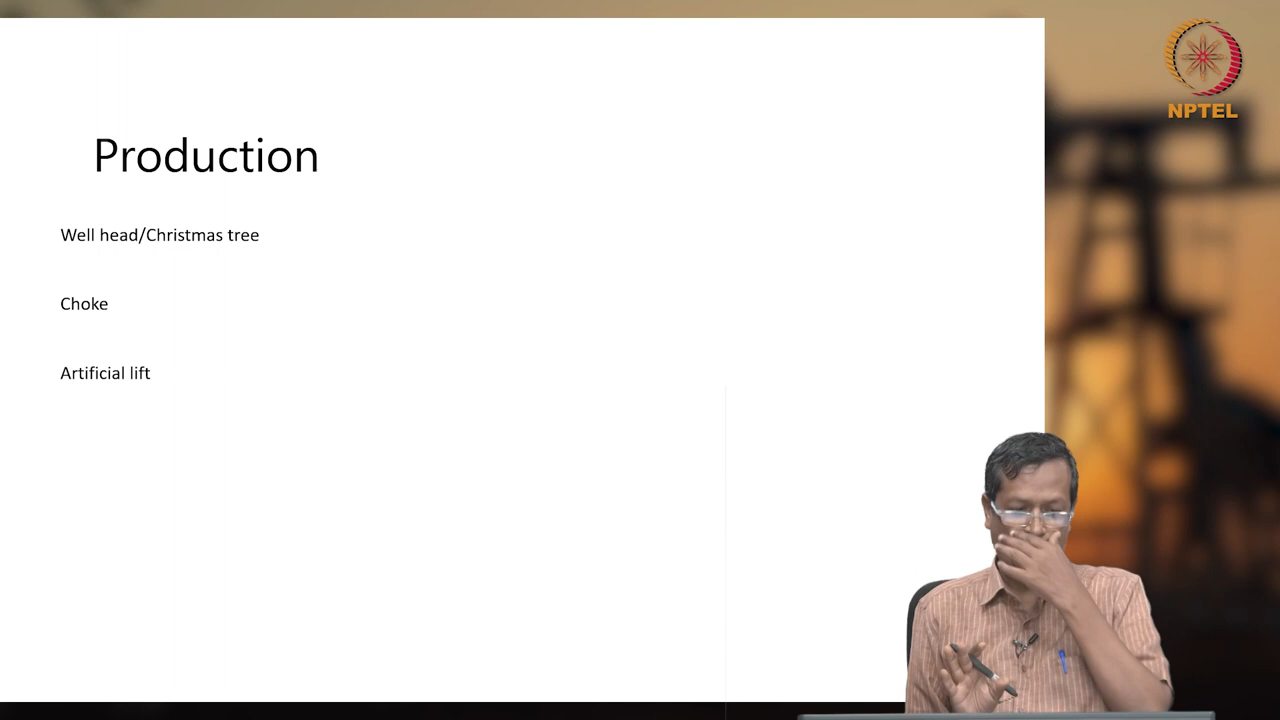 Production
Well head/Christmas tree
Choke
Artificial lift
NPTEL